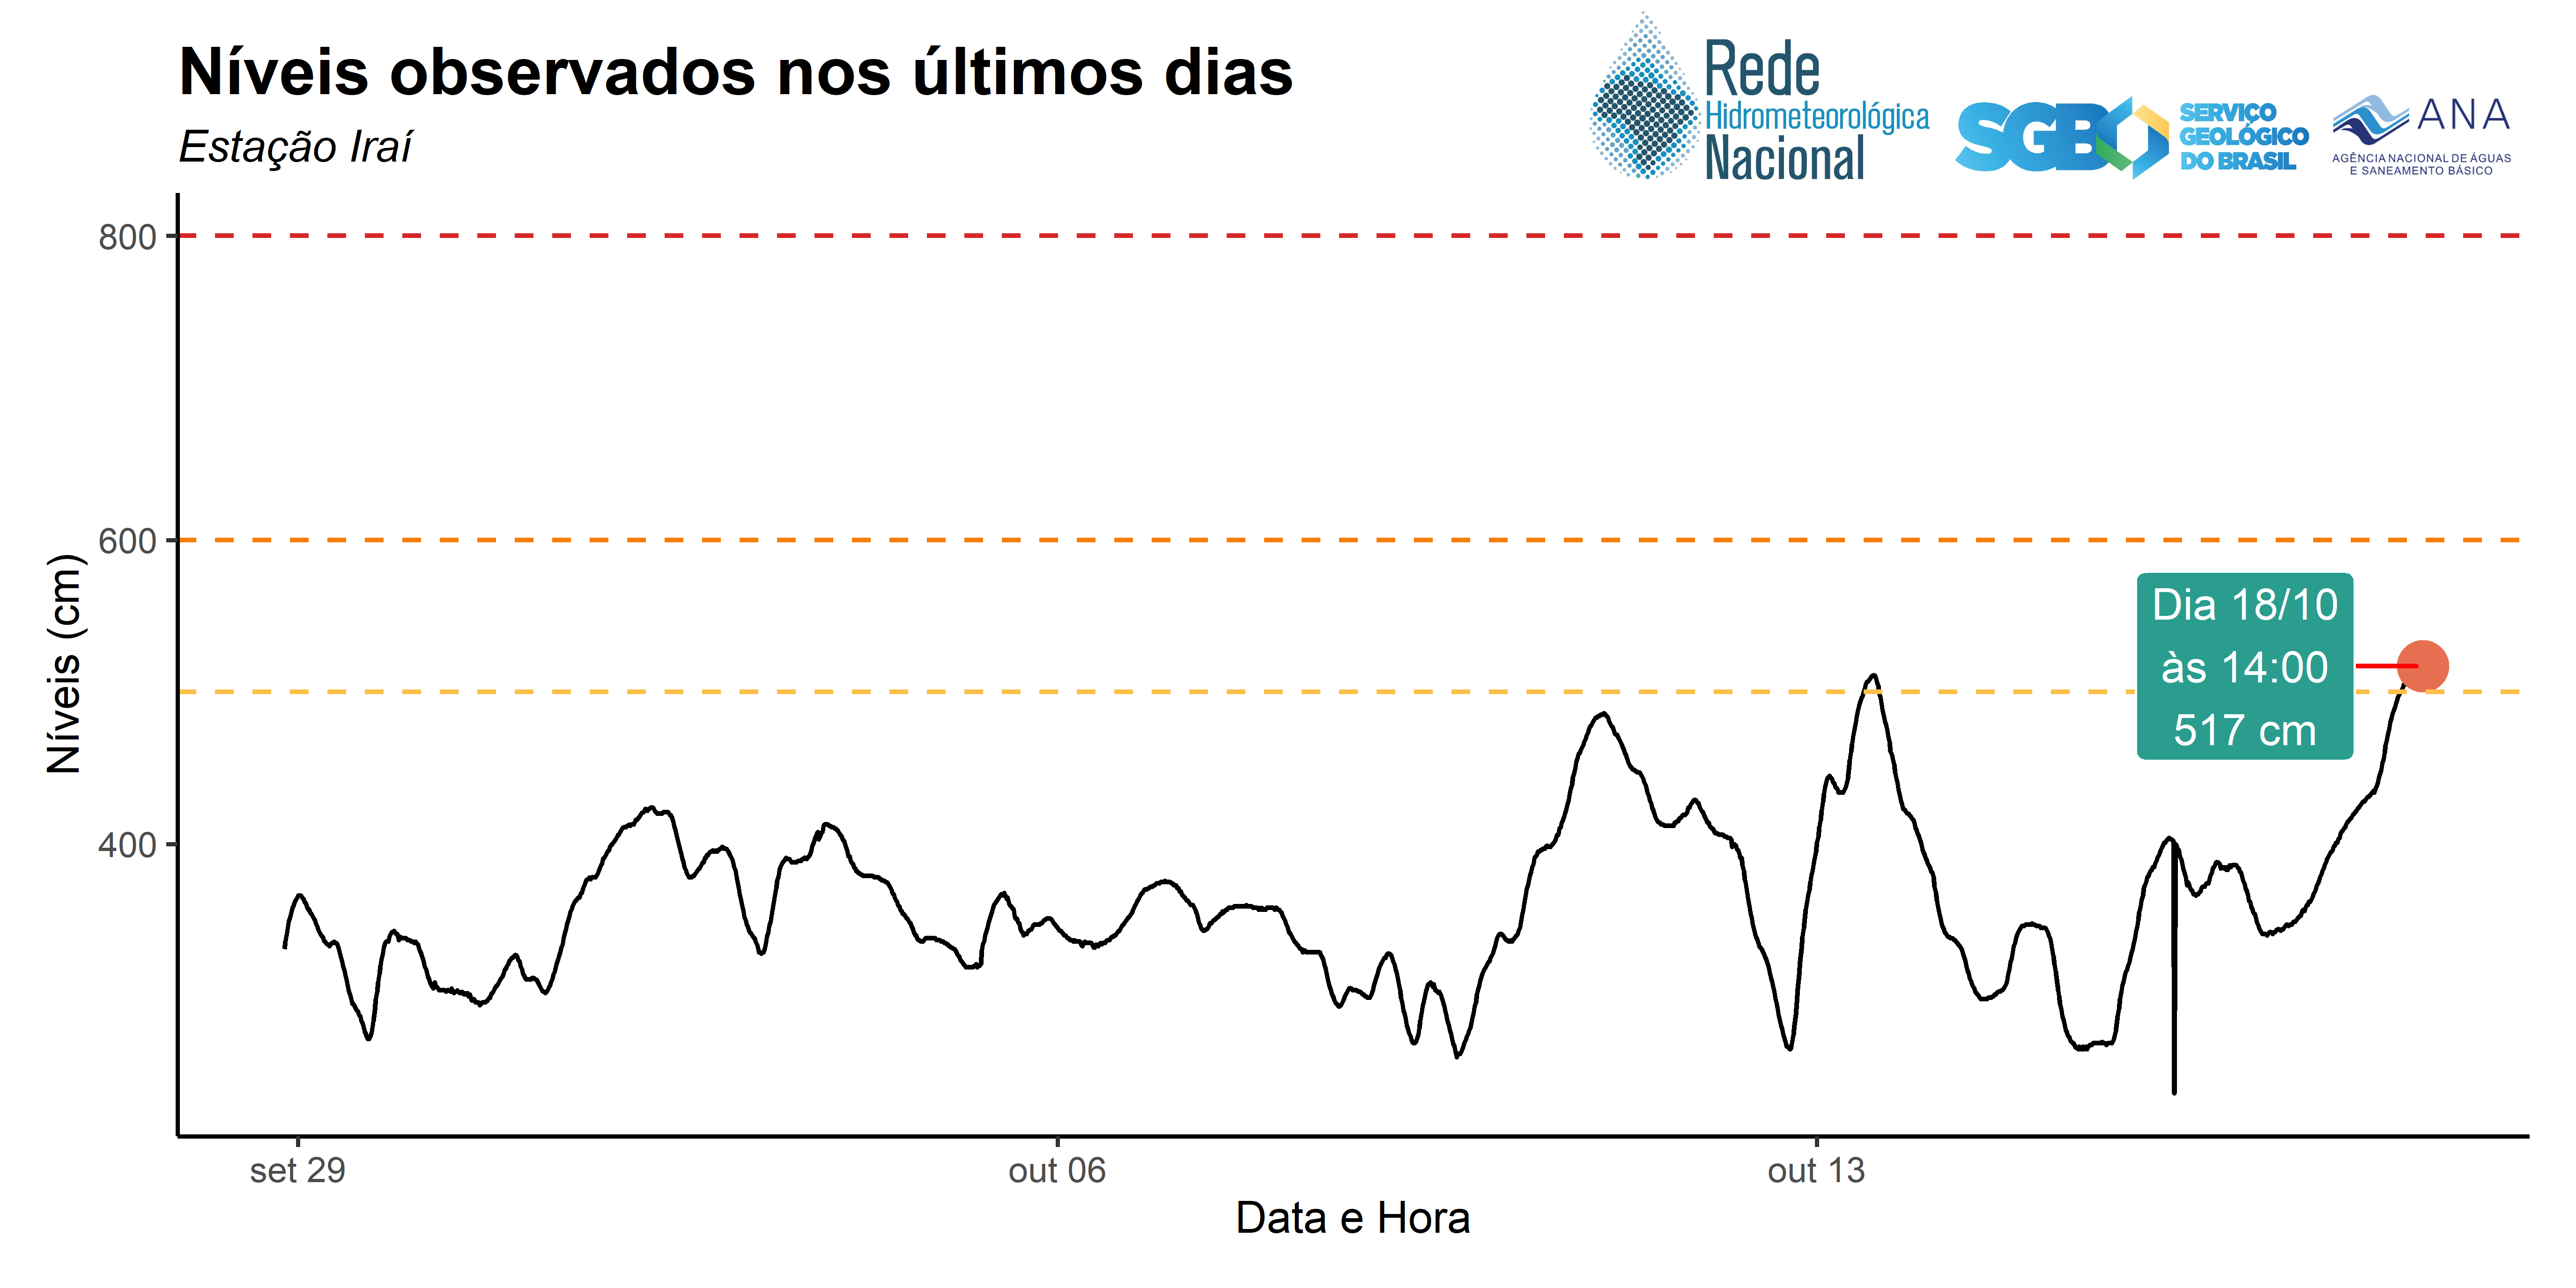 Níveis observados nos últimos dias
Estação Iraí
Rede
Hidrometeorológica
Nacional
SGB
SERVIÇO
GEOLÓGICO
DO BRASIL
ANA
AGÊNCIA NACIONAL DE ÁGUAS
E SANEAMENTO BÁSICO
800
600
400
Níveis (cm)
Dia 18/10
às 14:00
517 cm
set 29
out 06
out 13
Data e Hora